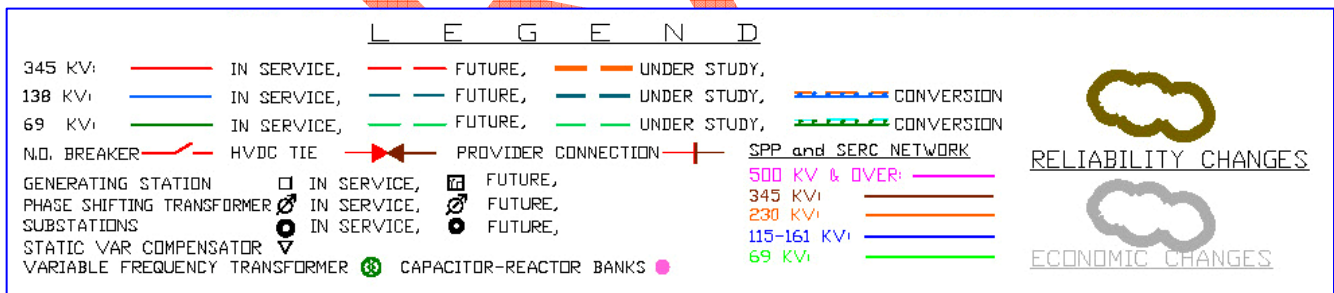 L E G E N D
345 KV: IN SERVICE, FUTURE, UNDER STUDY,
138 KV: IN SERVICE, FUTURE, UNDER STUDY, CONVERSION
69 KV: IN SERVICE, FUTURE, UNDER STUDY, CONVERSION
N.O. BREAKER HVDC TIE PROVIDER CONNECTION
GENERATING STATION IN SERVICE, FUTURE,
PHASE SHIFTING TRANSFORMER IN SERVICE, FUTURE,
SUBSTATIONS IN SERVICE, FUTURE,
STATIC VAR COMPENSATOR
VARIABLE FREQUENCY TRANSFORMER CAPACITOR-REACTOR BANKS
SPP and SERC NETWORK
500 KV & OVER:
345 KV:
230 KV:
115-161 KV:
69 KV:
RELIABILITY CHANGES
ECONOMIC CHANGES